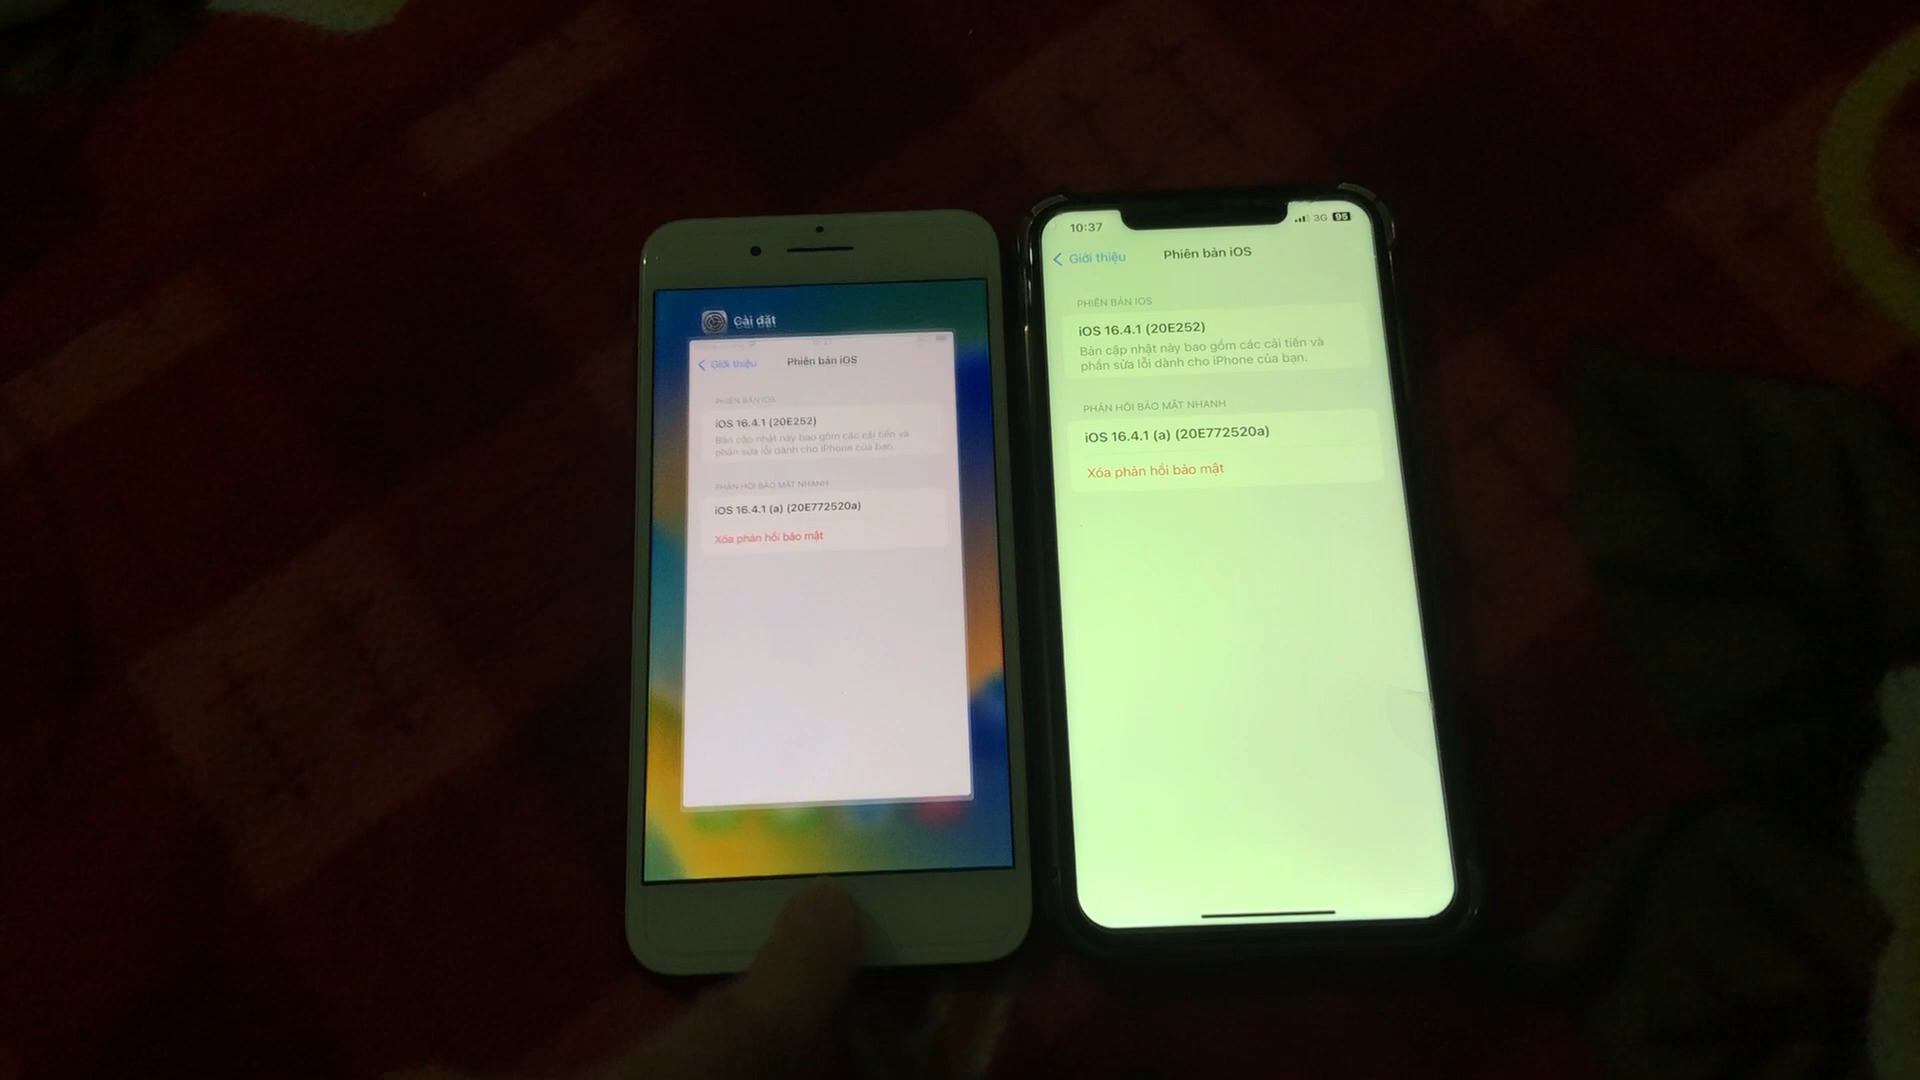 Cài đặt
Giới thiệu
Phiên bản iOS
PHIÊN BẢN IOS
iOS 16.4.1 (20E252)
Bản cập nhật này bao gồm các cải tiến và
phần sửa lỗi dành cho iPhone của bạn.
PHẢN HỒI BẢO MẬT NHANH
iOS 16.4.1 (a) (20E772520a)
Xóa phản hồi bảo mật
10:37
3G 95
Giới thiệu
Phiên bản iOS
PHIÊN BẢN IOS
iOS 16.4.1 (20E252)
Bản cập nhật này bao gồm các cải tiến và
phần sửa lỗi dành cho iPhone của bạn.
PHẢN HỒI BẢO MẬT NHANH
iOS 16.4.1 (a) (20E772520a)
Xóa phản hồi bảo mật